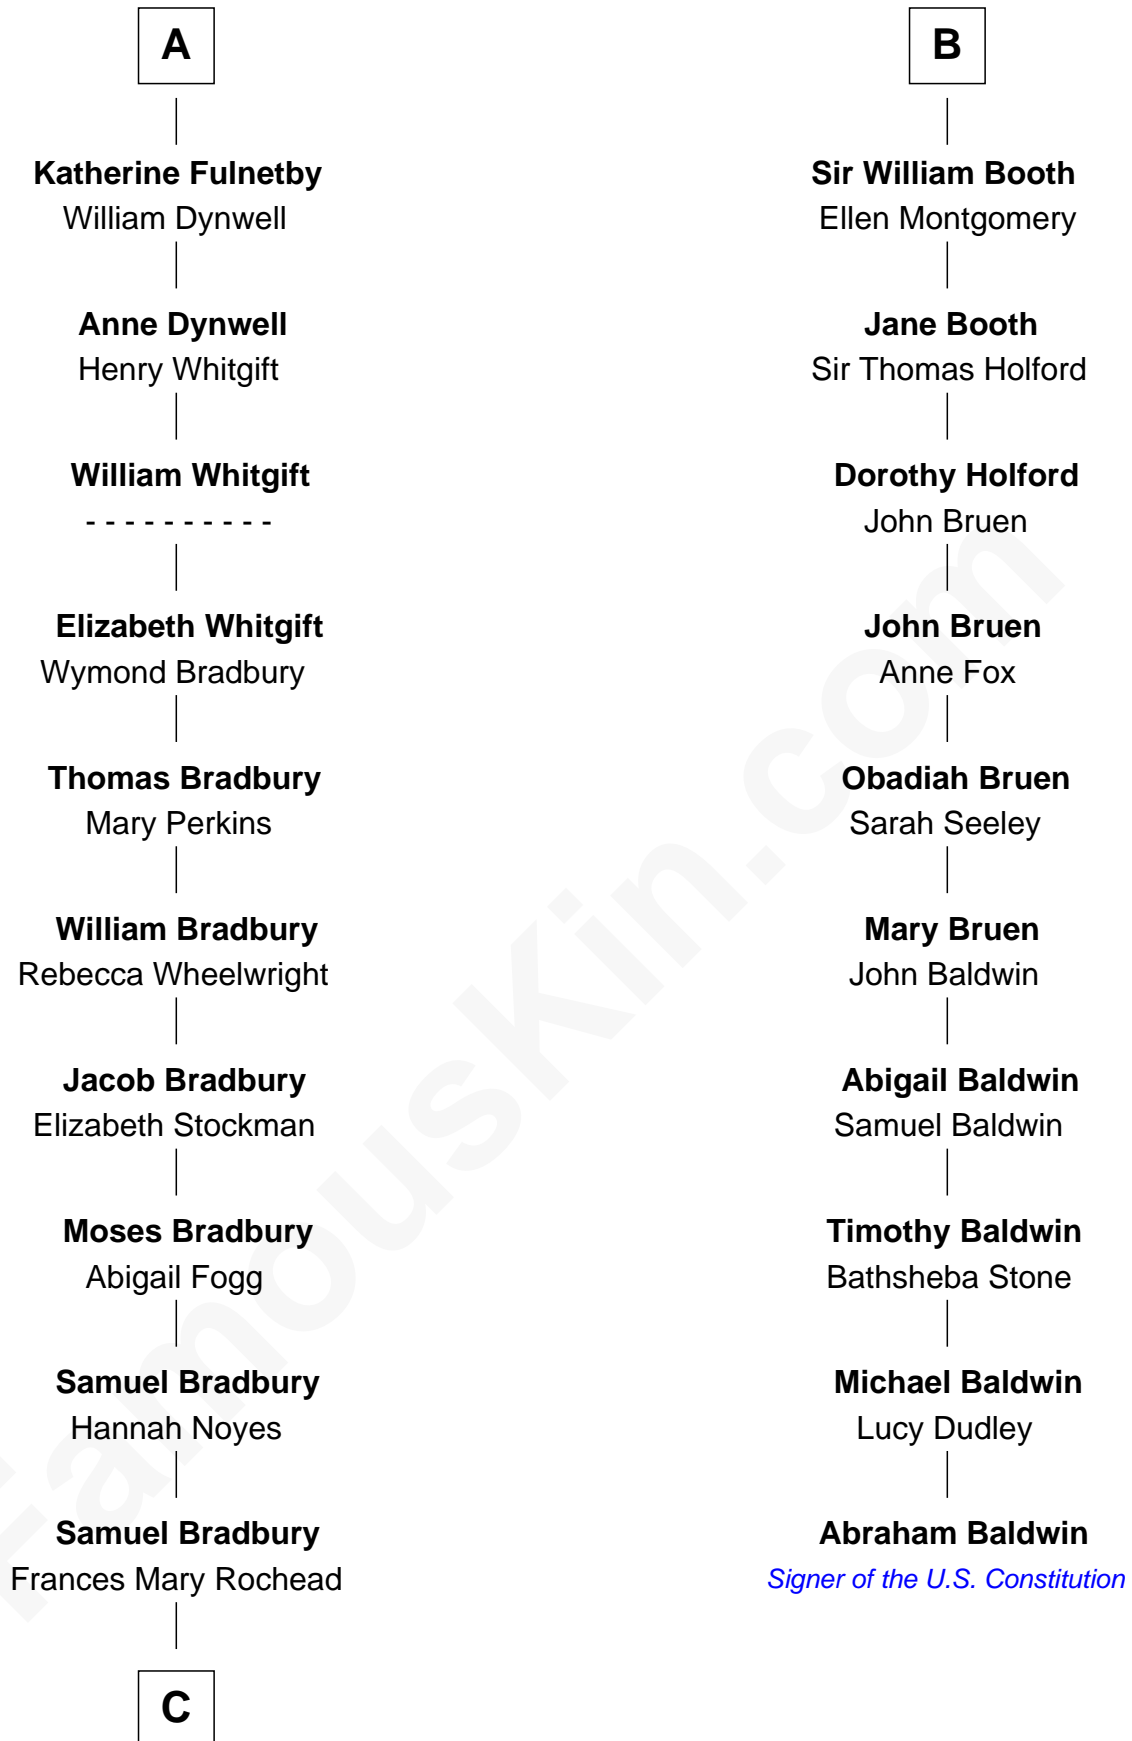 A
Katherine Fulnetby
William Dynwell
Anne Dynwell
Henry Whitgift
William Whitgift
- - - - - - - - - -
Elizabeth Whitgift
Wymond Bradbury
Thomas Bradbury
Mary Perkins
William Bradbury
Rebecca Wheelwright
Jacob Bradbury
Elizabeth Stockman
Moses Bradbury
Abigail Fogg
Samuel Bradbury
Hannah Noyes
Samuel Bradbury
Frances Mary Rochead
C
B
Sir William Booth
Ellen Montgomery
Jane Booth
Sir Thomas Holford
Dorothy Holford
John Bruen
John Bruen
Anne Fox
Obadiah Bruen
Sarah Seeley
Mary Bruen
John Baldwin
Abigail Baldwin
Samuel Baldwin
Timothy Baldwin
Bathsheba Stone
Michael Baldwin
Lucy Dudley
Abraham Baldwin
Signer of the U.S. Constitution
FamousKin.com